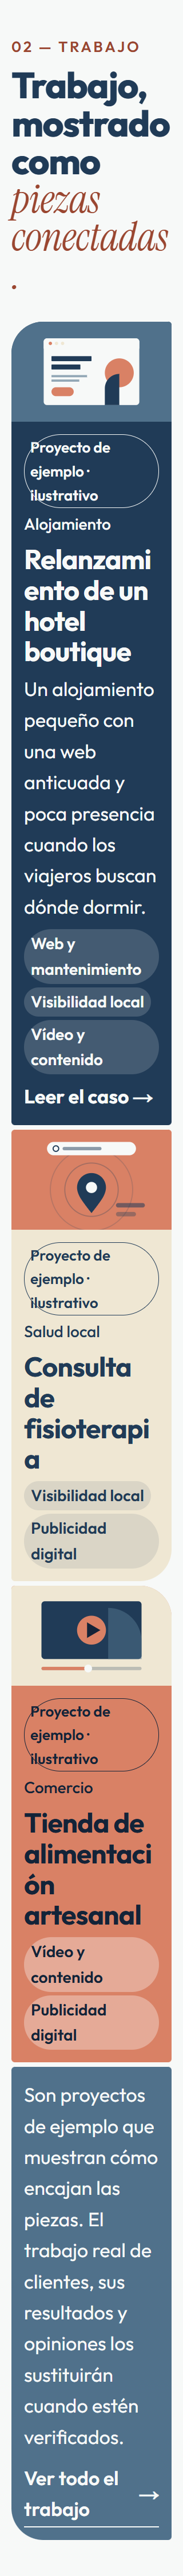 02 — TRABAJO
Trabajo,
mostrado
como
piezas
conectadas
.
Proyecto de
ejemplo ·
ilustrativo
Alojamiento
Relanzami
ento de un
hotel
boutique
Un alojamiento
pequeño con
una web
anticuada y
poca presencia
cuando los
viajeros buscan
dónde dormir.
Web y
mantenimiento
Visibilidad local
Vídeo y
contenido
Leer el caso →
Proyecto de
ejemplo ·
ilustrativo
Salud local
Consulta
de
fisioterapi
a
Visibilidad local
Publicidad
digital
Proyecto de
ejemplo ·
ilustrativo
Comercio
Tienda de
alimentaci
ón
artesanal
Vídeo y
contenido
Publicidad
digital
Son proyectos
de ejemplo que
muestran cómo
encajan las
piezas. El
trabajo real de
clientes, sus
resultados y
opiniones los
sustituirán
cuando estén
verificados.
Ver todo el
trabajo →